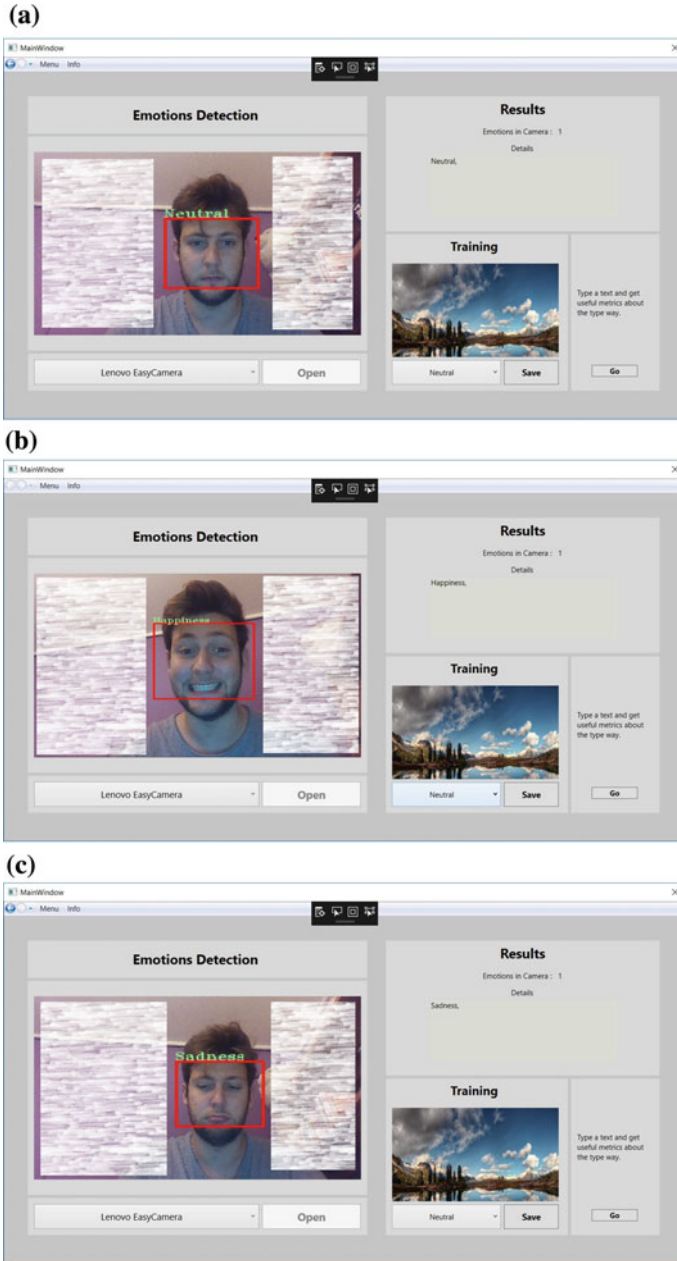 (a)
MainWindow
Menu Info
Emotions Detection
Neutral
Lenovo EasyCamera
Open
Results
Emotions in Camera : 1
Details
Neutral,
Training
Neutral
Save
Type a text and get
useful metrics about
the type way.
Go
(b)
MainWindow
Menu Info
Emotions Detection
Happiness
Lenovo EasyCamera
Open
Results
Emotions in Camera : 1
Details
Happiness,
Training
Neutral
Save
Type a text and get
useful metrics about
the type way.
Go
(c)
MainWindow
Menu Info
Emotions Detection
Sadness
Lenovo EasyCamera
Open
Results
Emotions in Camera : 1
Details
Sadness,
Training
Neutral
Save
Type a text and get
useful metrics about
the type way.
Go